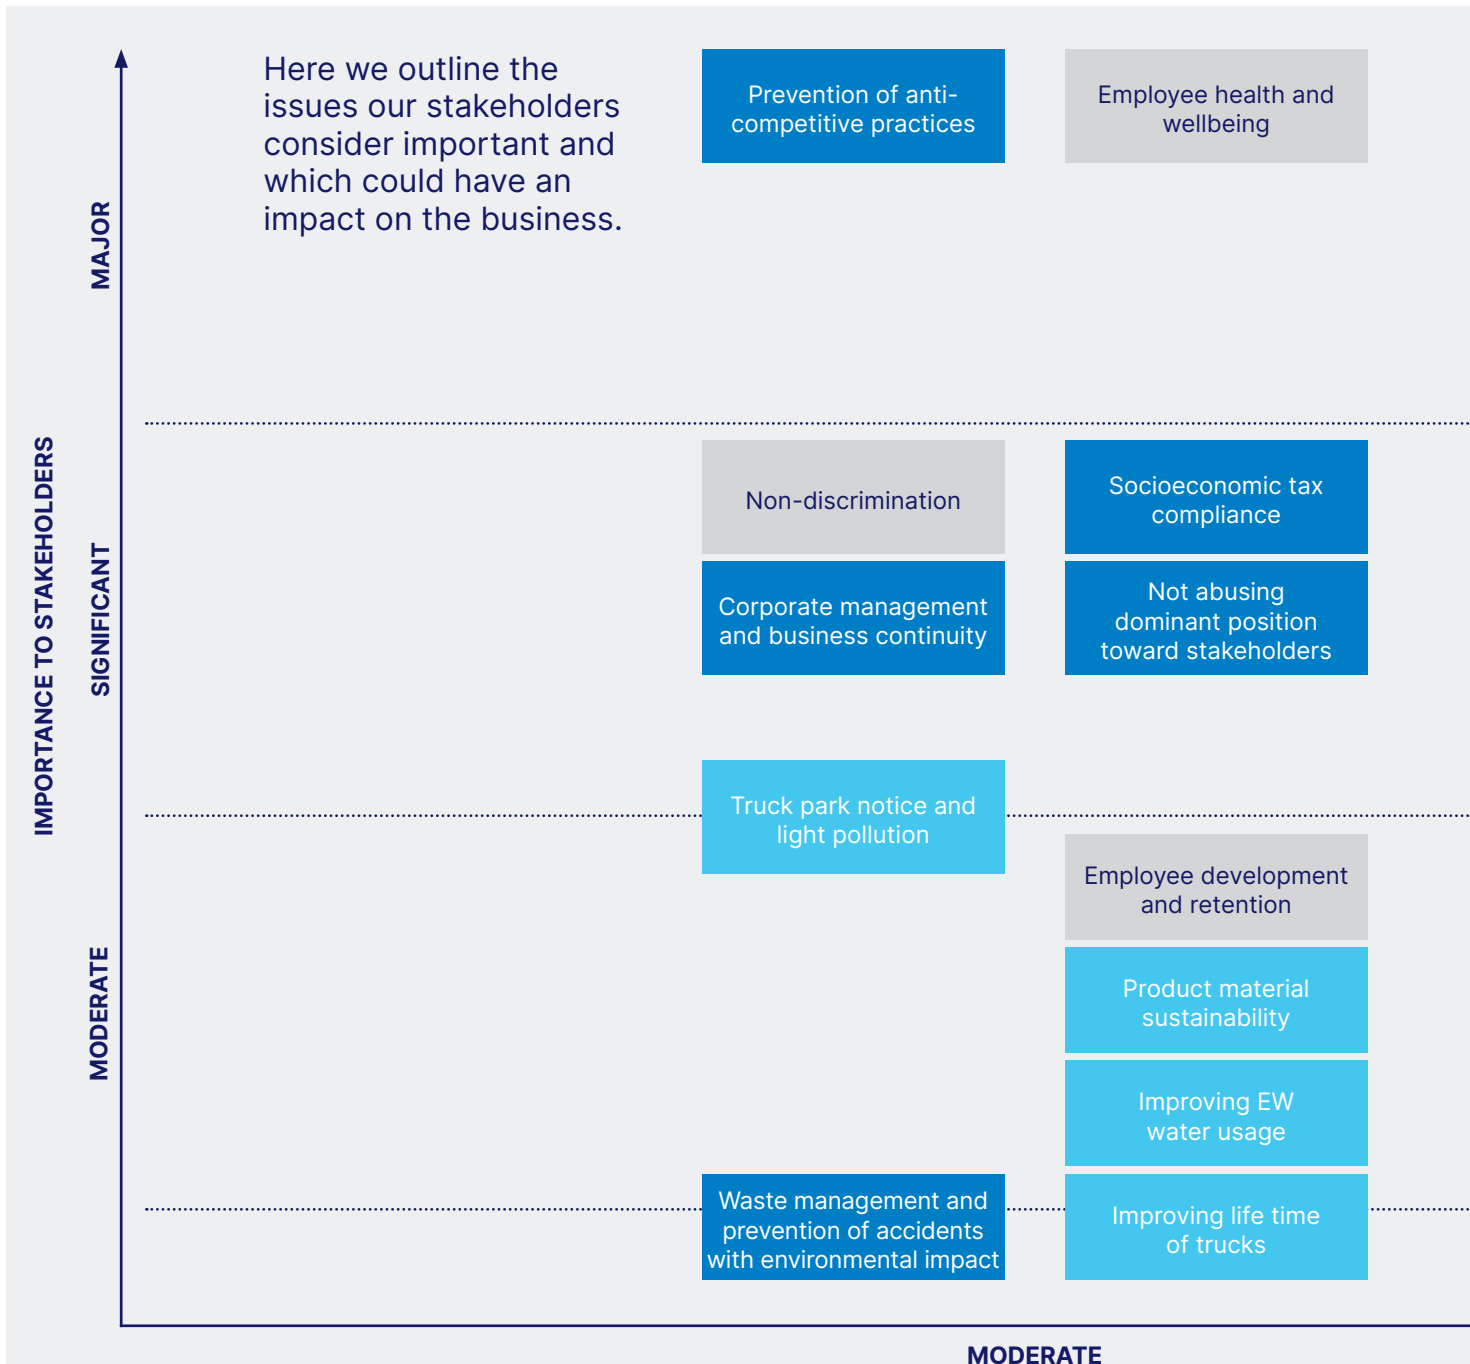 Here we outline the
issues our stakeholders
consider important and
which could have an
impact on the business.
Prevention of anti-
competitive practices
Employee health and
wellbeing
MAJOR
Non-discrimination
Socioeconomic tax
compliance
Corporate management
and business continuity
Not abusing
dominant position
toward stakeholders
IMPORTANCE TO STAKEHOLDERS
SIGNIFICANT
Truck park notice and
light pollution
Employee development
and retention
Product material
sustainability
MODERATE
Improving EW
water usage
Waste management and
prevention of accidents
with environmental impact
Improving life time
of trucks
MODERATE